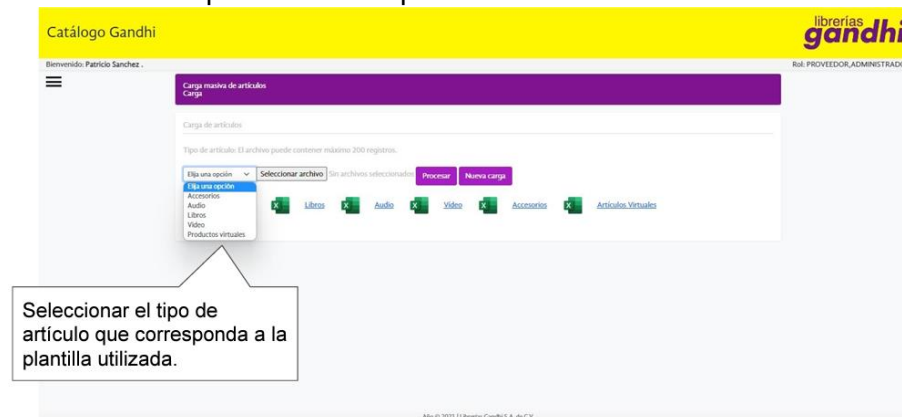 Catálogo Gandhi
librerías
gandhi
Bienvenido: Patricio Sanchez .
Rol: PROVEEDOR,ADMINISTRADO
Carga masiva de artículos
Carga
Carga de artículos
Tipo de artículo: El archivo puede contener máximo 200 registros.
Elija una opción Seleccionar archivo Sin archivos seleccionados Procesar Nueva carga
Elija una opción
Accesorios
Audio
Libros
Video
Productos virtuales
Libros Audio Video Accesorios Artículos Virtuales
Seleccionar el tipo de
artículo que corresponda a la
plantilla utilizada.